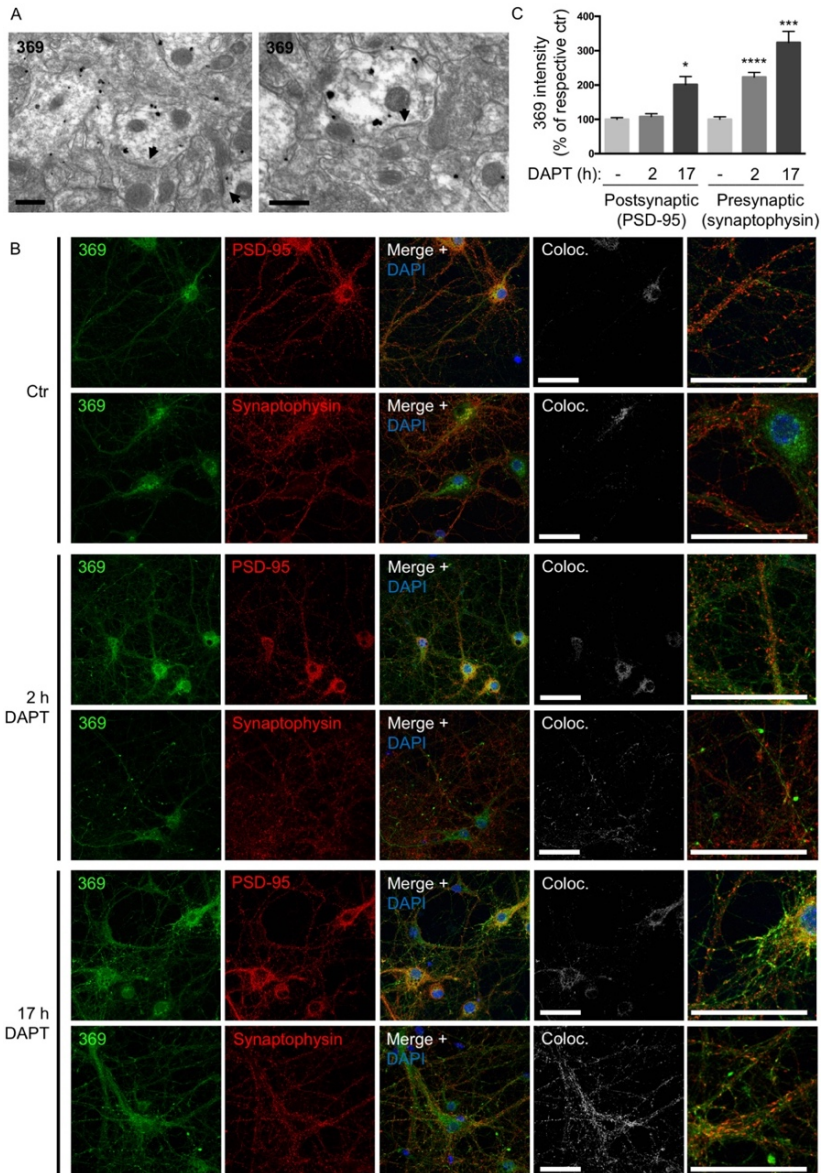 A
369
369
C
369 intensity
(% of respective ctr)
400
300
200
100
0
*
****
***
DAPT (h): - 2 17 - 2 17
Postsynaptic Presynaptic
(PSD-95) (synaptophysin)
B
Ctr
369 PSD-95 Merge + Coloc.
DAPI
369 Synaptophysin Merge + Coloc.
DAPI
2 h
DAPT
369 PSD-95 Merge + Coloc.
DAPI
369 Synaptophysin Merge + Coloc.
DAPI
17 h
DAPT
369 PSD-95 Merge + Coloc.
DAPI
369 Synaptophysin Merge + Coloc.
DAPI